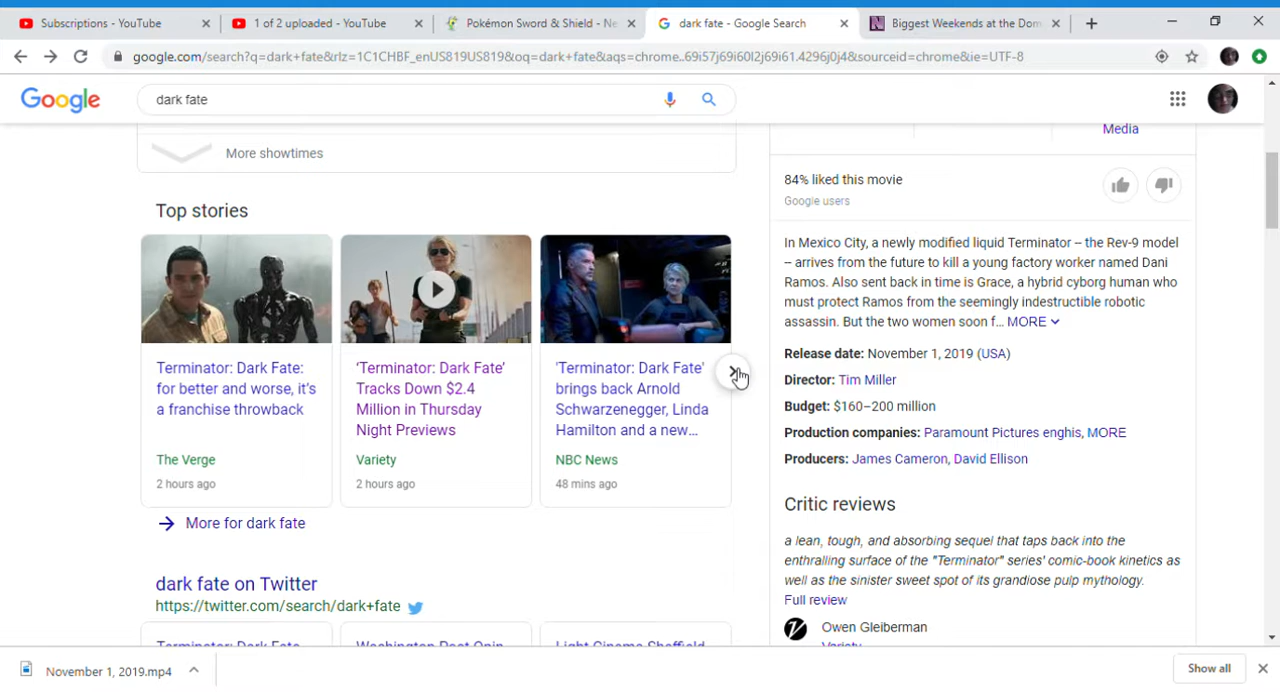 Subscriptions - YouTube
1 of 2 uploaded - YouTube
Pokémon Sword & Shield - Ne
dark fate - Google Search
Biggest Weekends at the Dom
google.com/search?q=dark+fate&rlz=1C1CHBF_enUS819US819&oq=dark+fate&aqs=chrome..69i57j69i60l2j69i61.4296j0j4&sourceid=chrome&ie=UTF-8
Google
dark fate
More showtimes
Top stories
Terminator: Dark Fate:
for better and worse, it's
a franchise throwback
The Verge
2 hours ago
'Terminator: Dark Fate'
Tracks Down $2.4
Million in Thursday
Night Previews
Variety
2 hours ago
'Terminator: Dark Fate'
brings back Arnold
Schwarzenegger, Linda
Hamilton and a new...
NBC News
48 mins ago
More for dark fate
dark fate on Twitter
https://twitter.com/search/dark+fate
Terminator: Dark Fate
Washington Post Opin
Light Cinema Sheffield
Media
84% liked this movie
Google users
In Mexico City, a newly modified liquid Terminator -- the Rev-9 model
-- arrives from the future to kill a young factory worker named Dani
Ramos. Also sent back in time is Grace, a hybrid cyborg human who
must protect Ramos from the seemingly indestructible robotic
assassin. But the two women soon f... MORE
Release date: November 1, 2019 (USA)
Director: Tim Miller
Budget: $160–200 million
Production companies: Paramount Pictures enghis, MORE
Producers: James Cameron, David Ellison
Critic reviews
a lean, tough, and absorbing sequel that taps back into the
enthralling surface of the "Terminator" series' comic-book kinetics as
well as the sinister sweet spot of its grandiose pulp mythology.
Full review
Owen Gleiberman
Variety
November 1, 2019.mp4
Show all